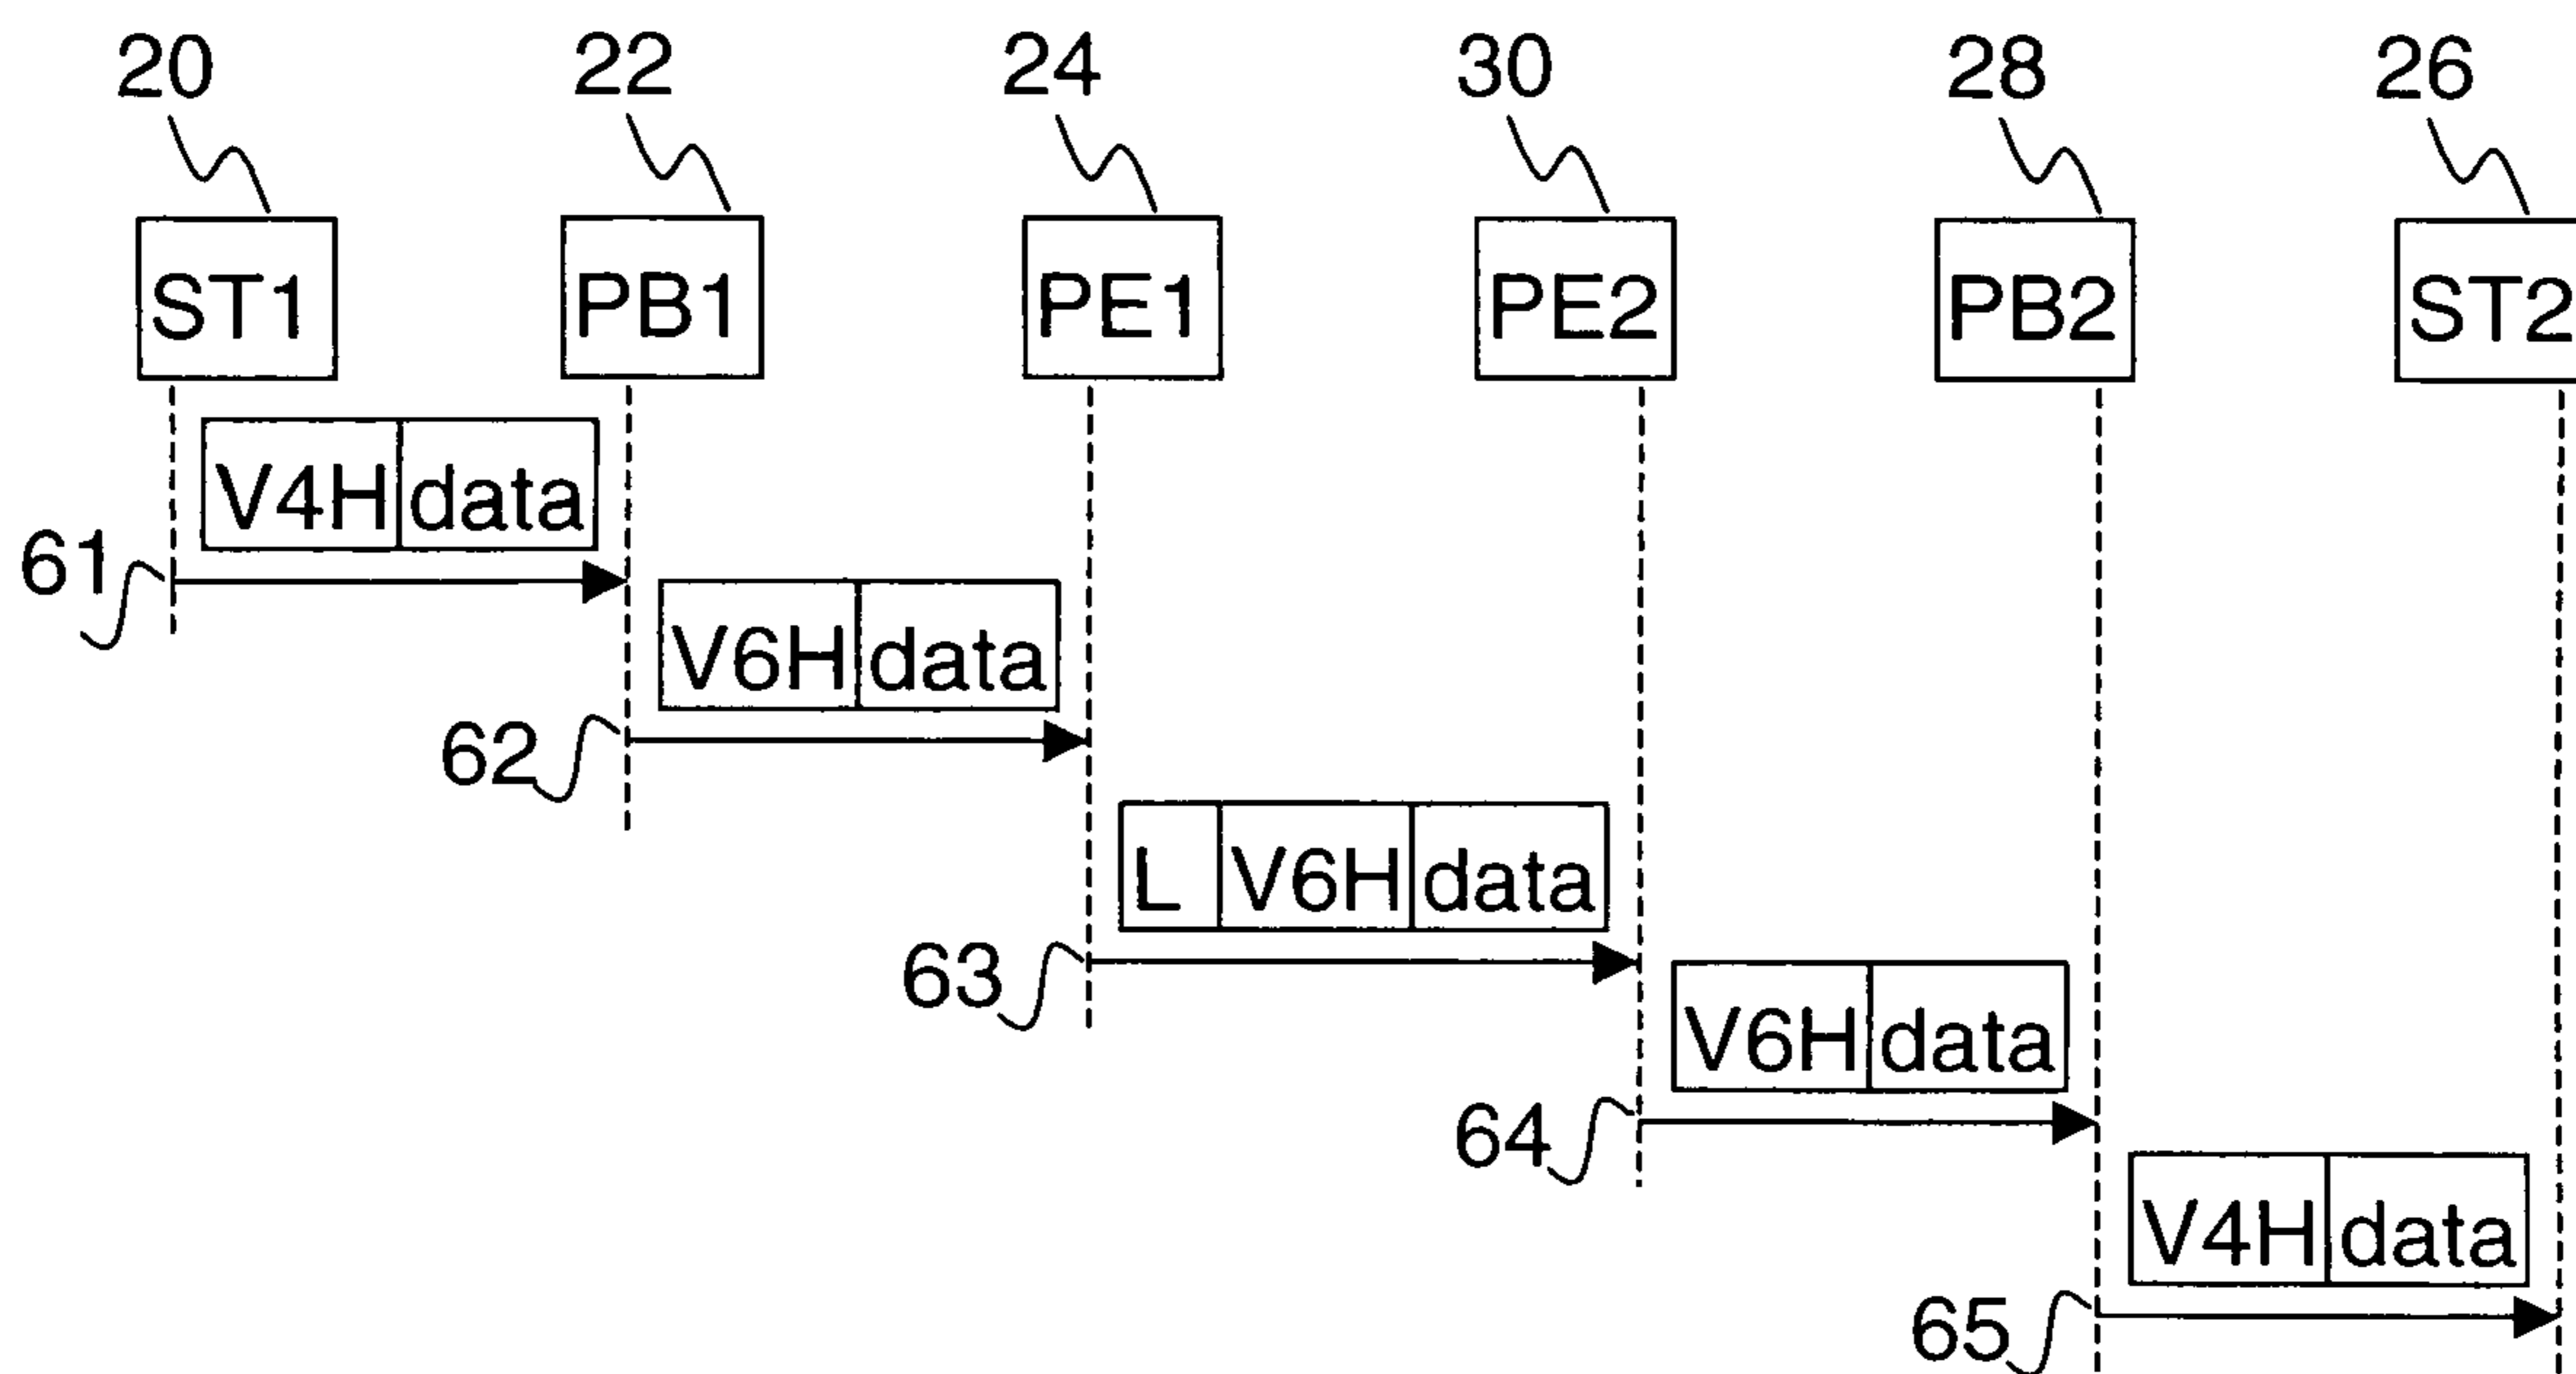 20 22 24 30 28 26
ST1 PB1 PE1 PE2 PB2 ST2
V4H data
61
V6H data
62
L V6H data
63
V6H data
64
V4H data
65